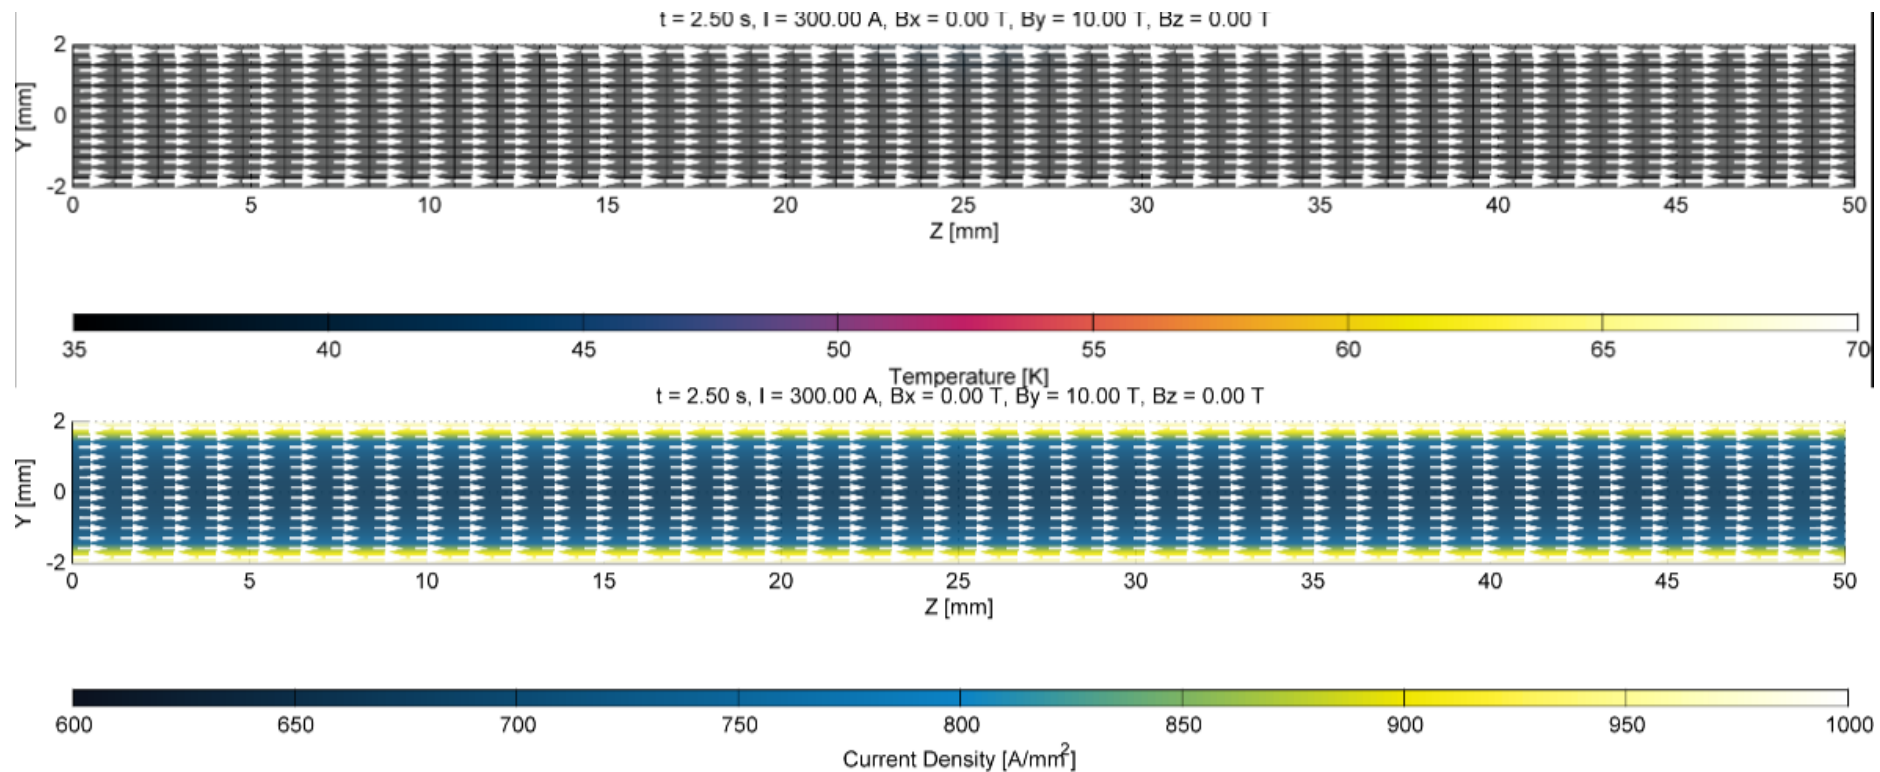 t = 2.50 s, I = 300.00 A, Bx = 0.00 T, By = 10.00 T, Bz = 0.00 T
2
0
-2
Y [mm]
0 5 10 15 20 25 30 35 40 45 50
Z [mm]
35 40 45 50 55 60 65 70
Temperature [K]
t = 2.50 s, I = 300.00 A, Bx = 0.00 T, By = 10.00 T, Bz = 0.00 T
2
0
-2
Y [mm]
0 5 10 15 20 25 30 35 40 45 50
Z [mm]
600 650 700 750 800 850 900 950 1000
Current Density [A/mm²]